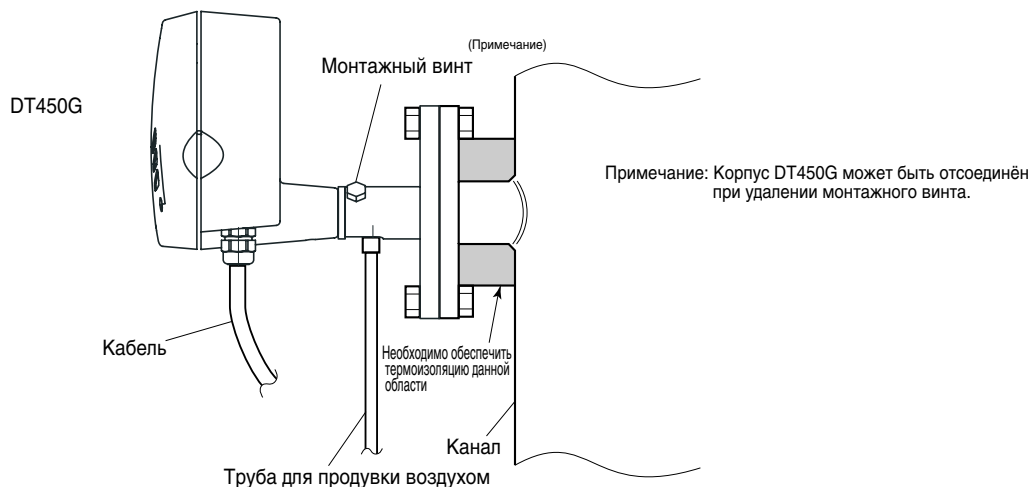 (Примечание)
Монтажный винт
DT450G
Примечание: Корпус DT450G может быть отсоединён
при удалении монтажного винта.
Кабель
Необходимо обеспечить
термоизоляцию данной
области
Канал
Труба для продувки воздухом